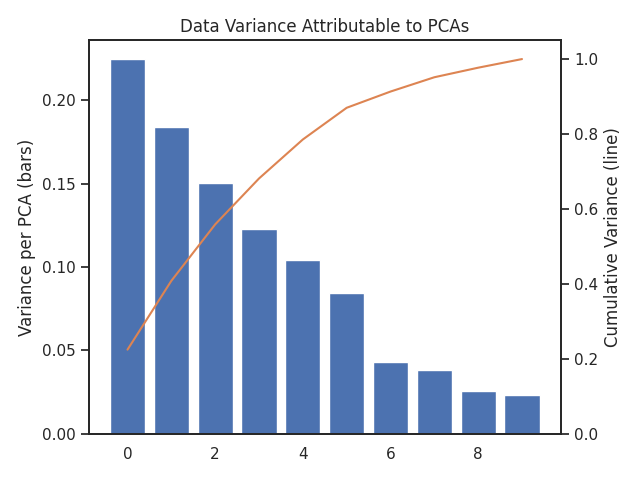 Data Variance Attributable to PCAs
Variance per PCA (bars)
0.20
0.15
0.10
0.05
0.00
0 2 4 6 8
1.0
0.8
0.6
0.4
0.2
0.0
Cumulative Variance (line)